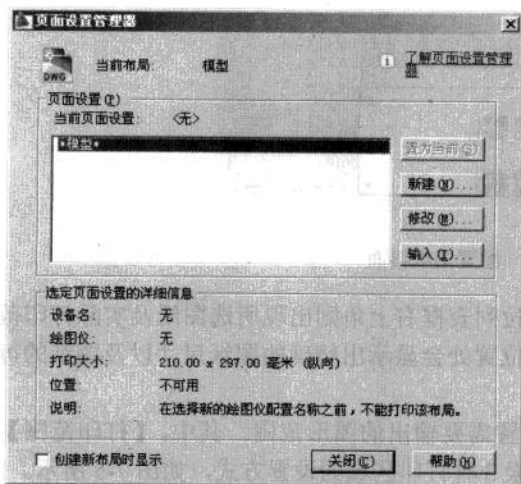 页面设置管理器
DWG
当前布局: 模型
了解页面设置管理器
页面设置(P)
当前页面设置: <无>
*模型*
置为当前(S)
新建(N)...
修改(M)...
输入(I)...
选定页面设置的详细信息
设备名: 无
绘图仪: 无
打印大小: 210.00 x 297.00 毫米 (纵向)
位置: 不可用
说明: 在选择新的绘图仪配置名称之前，不能打印该布局。
创建新布局时显示
关闭(C)
帮助(H)